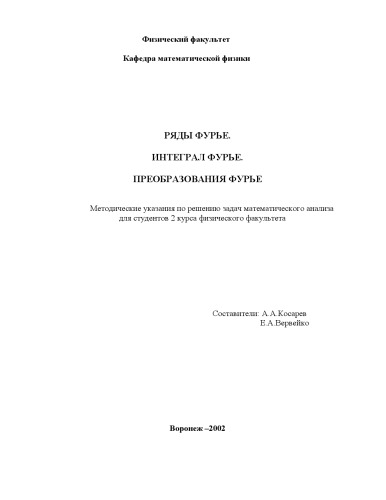 Физический факультет
Кафедра математической физики
РЯДЫ ФУРЬЕ.
ИНТЕГРАЛ ФУРЬЕ.
ПРЕОБРАЗОВАНИЯ ФУРЬЕ
Методические указания по решению задач математического анализа
для студентов 2 курса физического факультета
Составители: А.А.Косарев
Е.А.Вервейко
Воронеж –2002